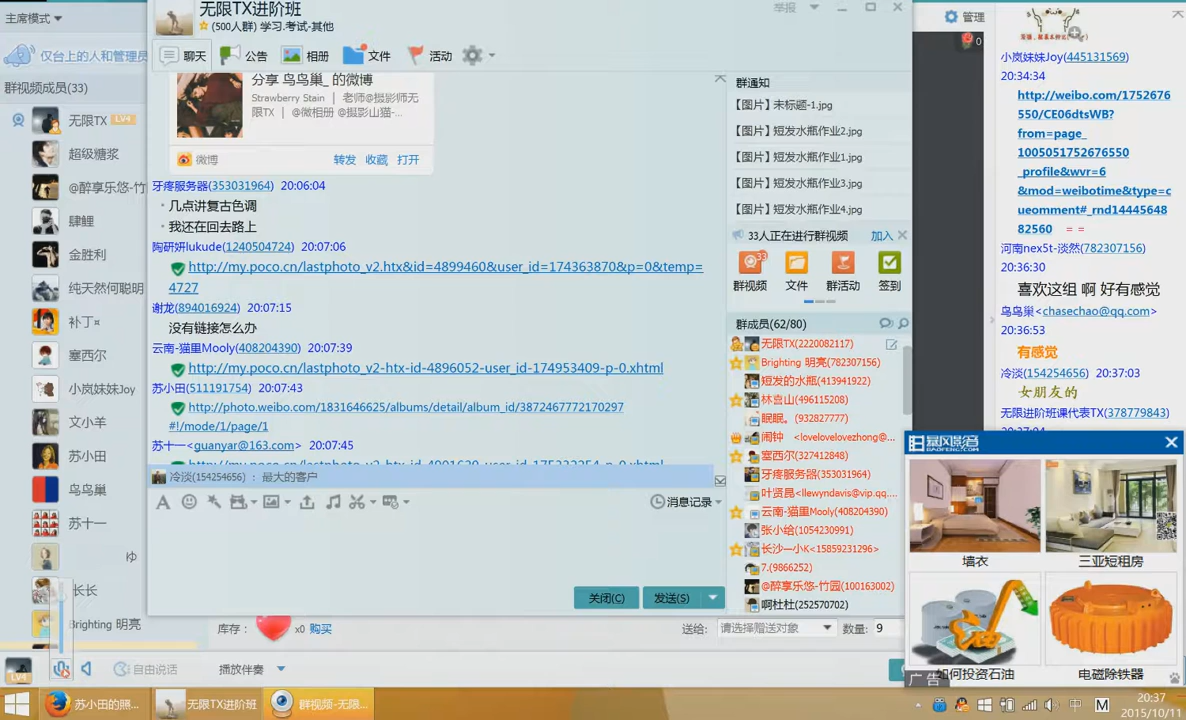 主席模式
仅台上的人和管理员
群视频成员(33)
无限TX LV4
超级糖浆
@醉享乐悠-竹
肆鲤
金胜利
纯天然何聪明
补丁¤
塞西尔
小岚妹妹Joy
文小羊
苏小田
鸟鸟巢
苏十一
ゆ
长长
Brighting 明亮
LV4
自由说话
播放伴奏
库存：
x0 购买
送给：
请选择赠送对象
数量：
9
无限TX进阶班
(500人群) 学习.考试-其他
举报
聊天
公告
相册
文件
活动
分享 鸟鸟巢_ 的微博
Strawberry Stain ｜ 老师@摄影师无
限TX ｜ @微相册 @摄影山猫-...
微博
转发 收藏 打开
牙疼服务器(353031964) 20:06:04
几点讲复古色调
我还在回去路上
陶研妍lukude(1240504724) 20:07:06
http://my.poco.cn/lastphoto_v2.htx&id=4899460&user_id=174363870&p=0&temp=
4727
谢龙(894016924) 20:07:15
没有链接怎么办
云南-猫里Mooly(408204390) 20:07:39
http://my.poco.cn/lastphoto_v2-htx-id-4896052-user_id-174953409-p-0.xhtml
苏小田(511191754) 20:07:43
http://photo.weibo.com/1831646625/albums/detail/album_id/3872467772170297
#!/mode/1/page/1
苏十一<guanyar@163.com> 20:07:45
冷淡(154254656) ： 最大的客户
消息记录
关闭(C)
发送(S)
群通知
【图片】未标题-1.jpg
【图片】短发水瓶作业2.jpg
【图片】短发水瓶作业1.jpg
【图片】短发水瓶作业3.jpg
【图片】短发水瓶作业4.jpg
33人正在进行群视频 加入
33
群视频 文件 群活动 签到
群成员(62/80)
无限TX(2220082117)
Brighting 明亮(782307156)
短发的水瓶(413941922)
林喜山(496115208)
眠眠。(932827777)
闹钟 <lovelovelovezhong@...
塞西尔(327412848)
牙疼服务器(353031964)
叶贤昆<llewyndavis@vip.qq....
云南-猫里Mooly(408204390)
张小给(1054230991)
长沙一小K<15859231296>
7.(9866252)
@醉享乐悠-竹园(100163002)
啊杜杜(252570702)
管理
0
小岚妹妹Joy(445131569)
20:34:34
http://weibo.com/1752676
550/CE06dtsWB?
from=page_
1005051752676550
_profile&wvr=6
&mod=weibotime&type=c
ueomment#_rnd14445648
82560 = =
河南nex5t-淡然(782307156)
20:36:30
喜欢这组 啊 好有感觉
鸟鸟巢<chasechao@qq.com>
20:36:53
有感觉
冷淡(154254656) 20:37:03
女朋友的
无限进阶班课代表TX(378779843)
暴风影音
BAOFENG.COM
墙衣
三亚短租房
如何投资石油
电磁除铁器
广告
苏小田的照...
无限TX进阶班
群视频-无限...
中
M
20:37
2015/10/11